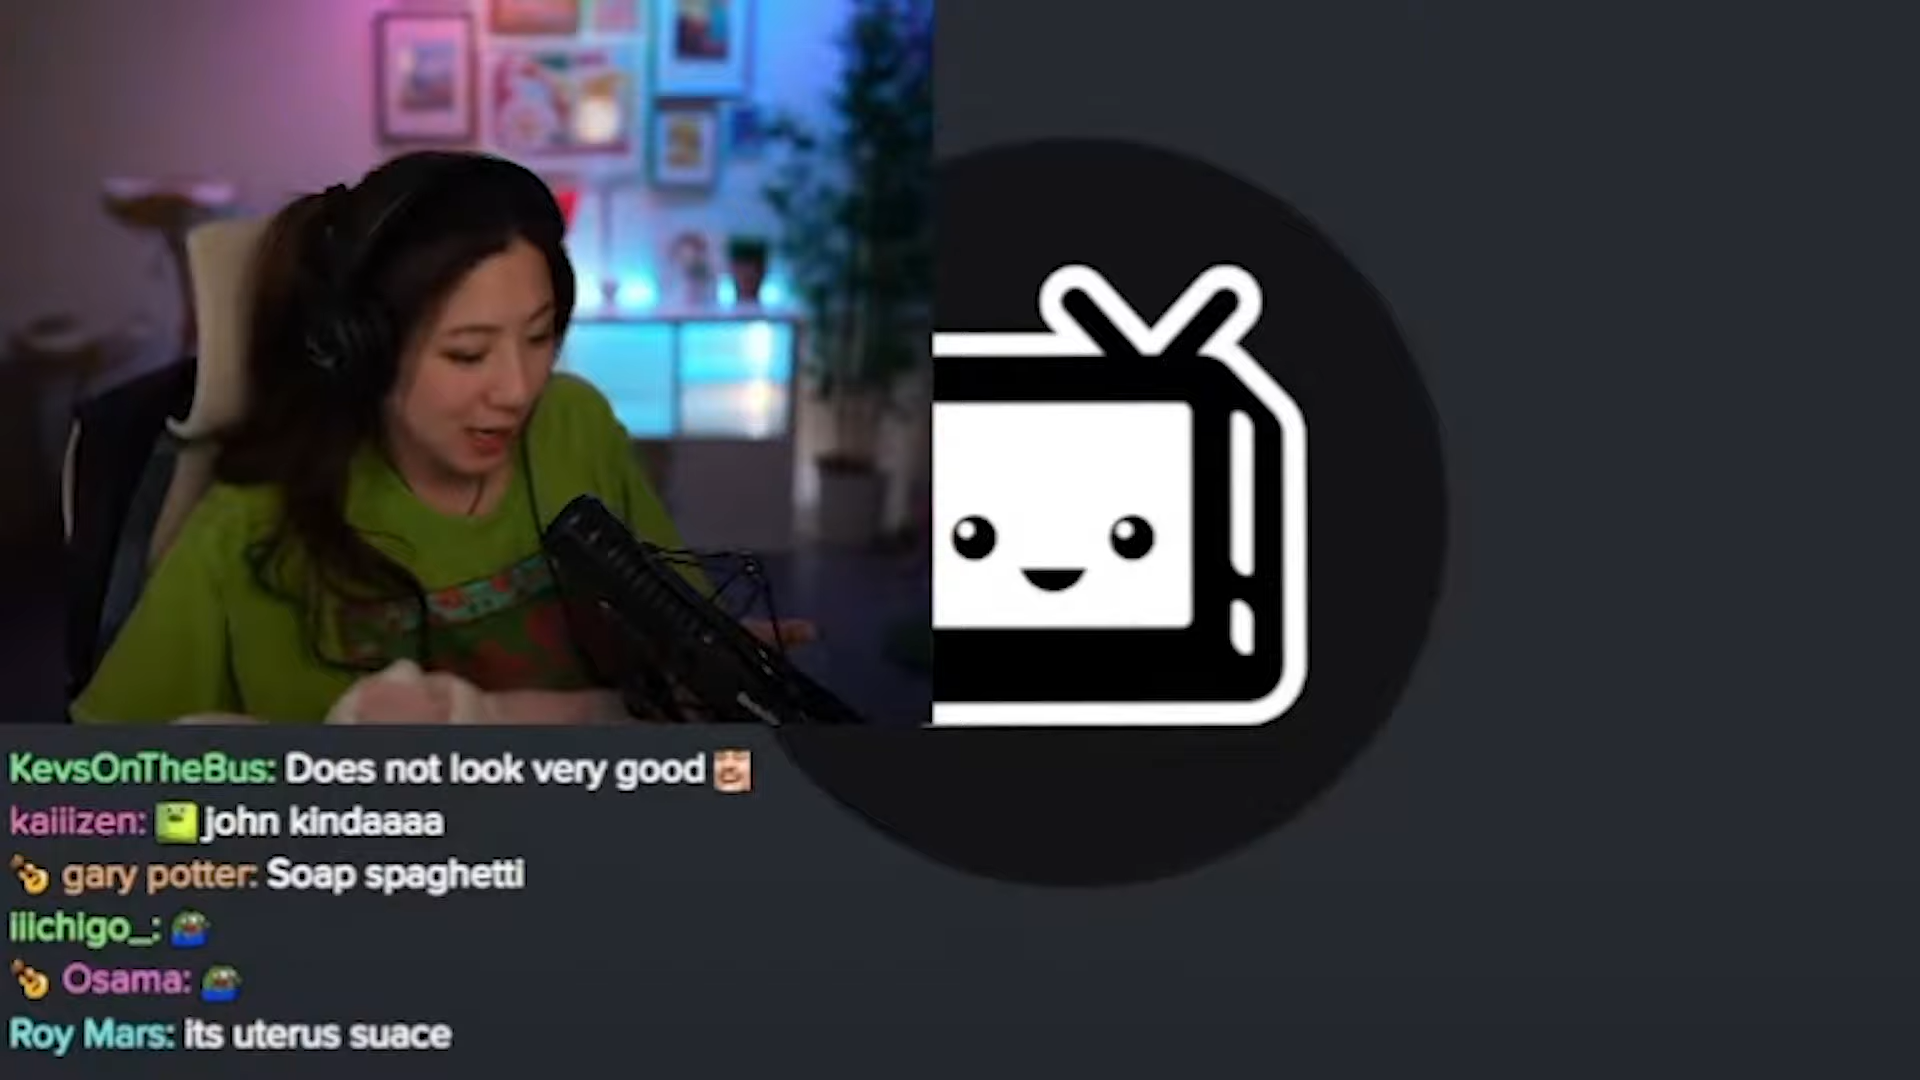 KevsOnTheBus: Does not look very good
kaiiizen: john kindaaaa
gary potter: Soap spaghetti
iiichigo_:
Osama:
Roy Mars: its uterus suace